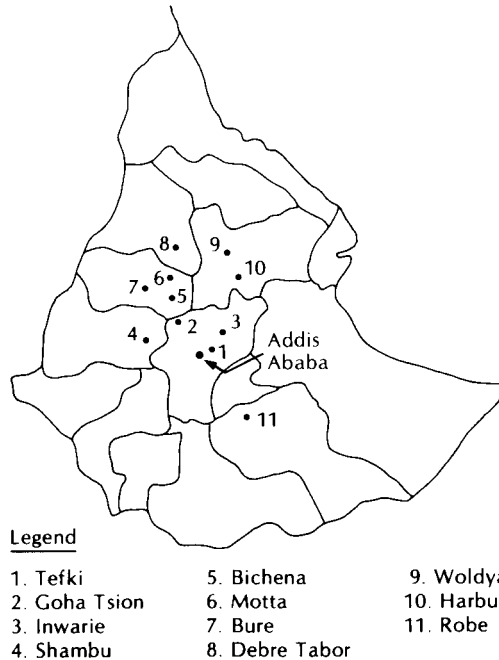 8
9
6
10
7
5
2
3
4
1
Addis
Ababa
11
Legend
1. Tefki
5. Bichena
9. Woldya
2. Goha Tsion
6. Motta
10. Harbu
3. Inwarie
7. Bure
11. Robe
4. Shambu
8. Debre Tabor